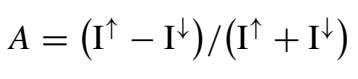 A = (I↑ − I↓)/(I↑ + I↓)